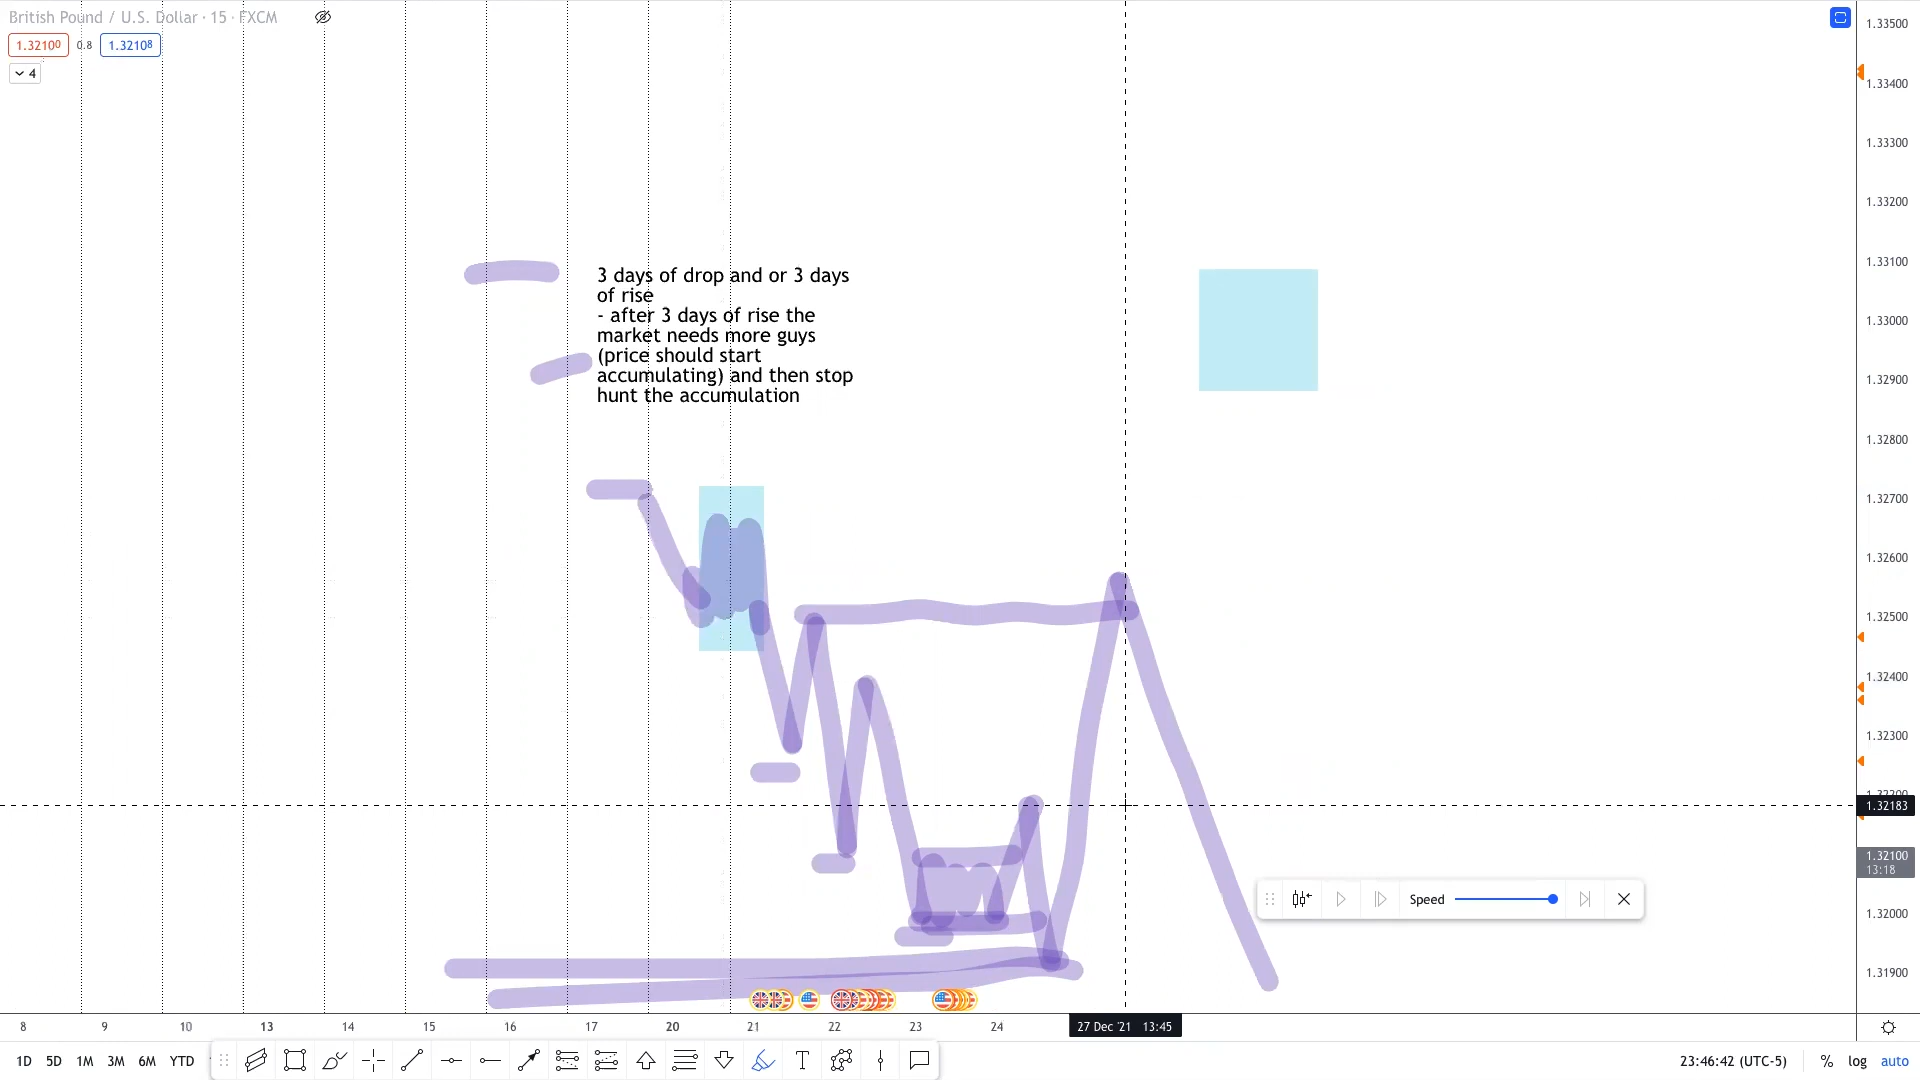 British Pound / U.S. Dollar · 15 · FXCM
1.32100 0.8 1.32108
4
3 days of drop and or 3 days
of rise
- after 3 days of rise the
market needs more guys
(price should start
accumulating) and then stop
hunt the accumulation
1.33500
1.33400
1.33300
1.33200
1.33100
1.33000
1.32900
1.32800
1.32700
1.32600
1.32500
1.32400
1.32300
1.32183
1.32100
13:18
1.32000
1.31900
Speed
8 9 10 13 14 15 16 17 20 21 22 23 24 27 Dec '21 13:45
1D 5D 1M 3M 6M YTD 23:46:42 (UTC-5) % log auto